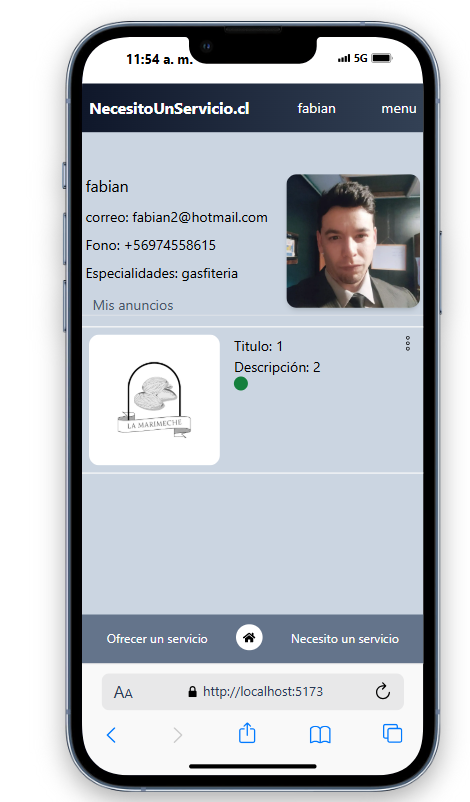 11:54 a. m.
5G
NecesitoUnServicio.cl fabian menu
fabian
correo: fabian2@hotmail.com
Fono: +56974558615
Especialidades: gasfiteria
Mis anuncios
LA MARIMECHE
Titulo: 1
Descripción: 2
Ofrecer un servicio Necesito un servicio
AA http://localhost:5173